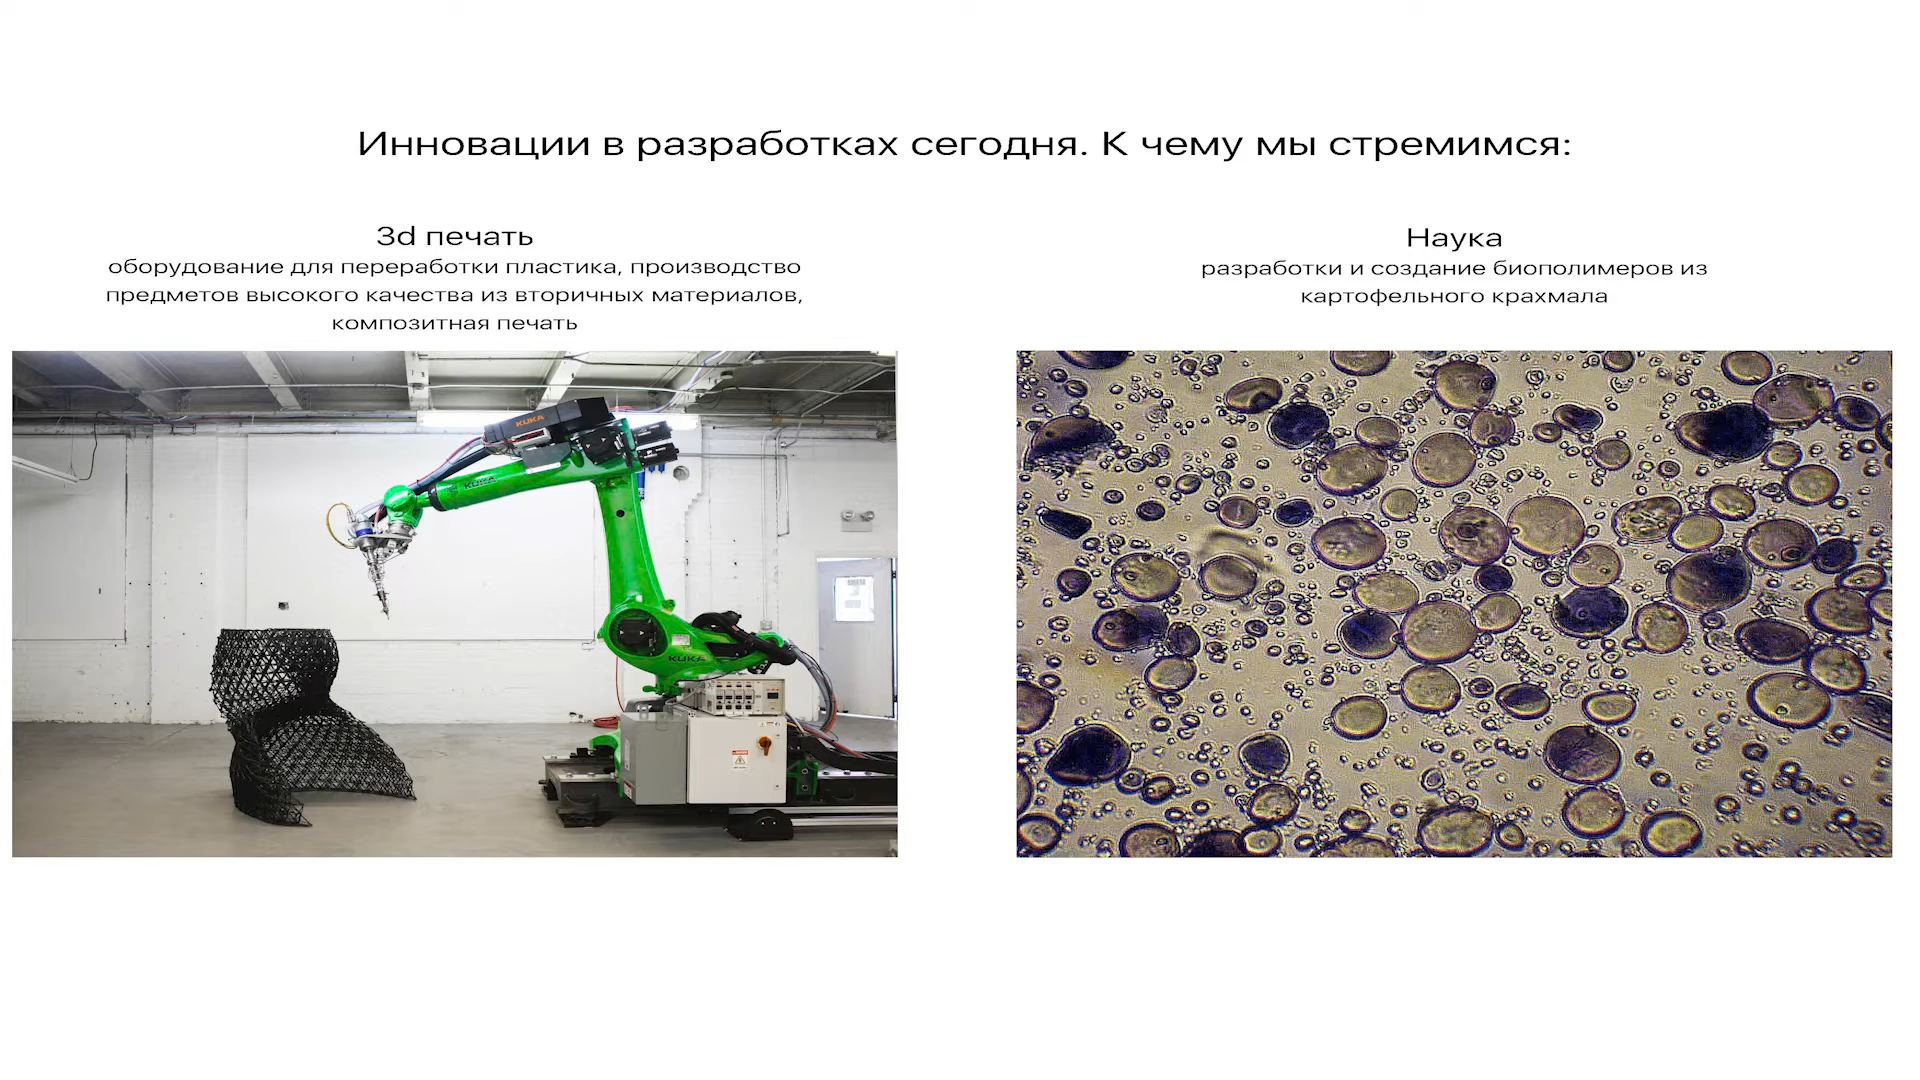 Инновации в разработках сегодня. К чему мы стремимся:
3d печать
оборудование для переработки пластика, производство
предметов высокого качества из вторичных материалов,
композитная печать
Наука
разработки и создание биополимеров из
картофельного крахмала
KUKA
KUKA
KUKA